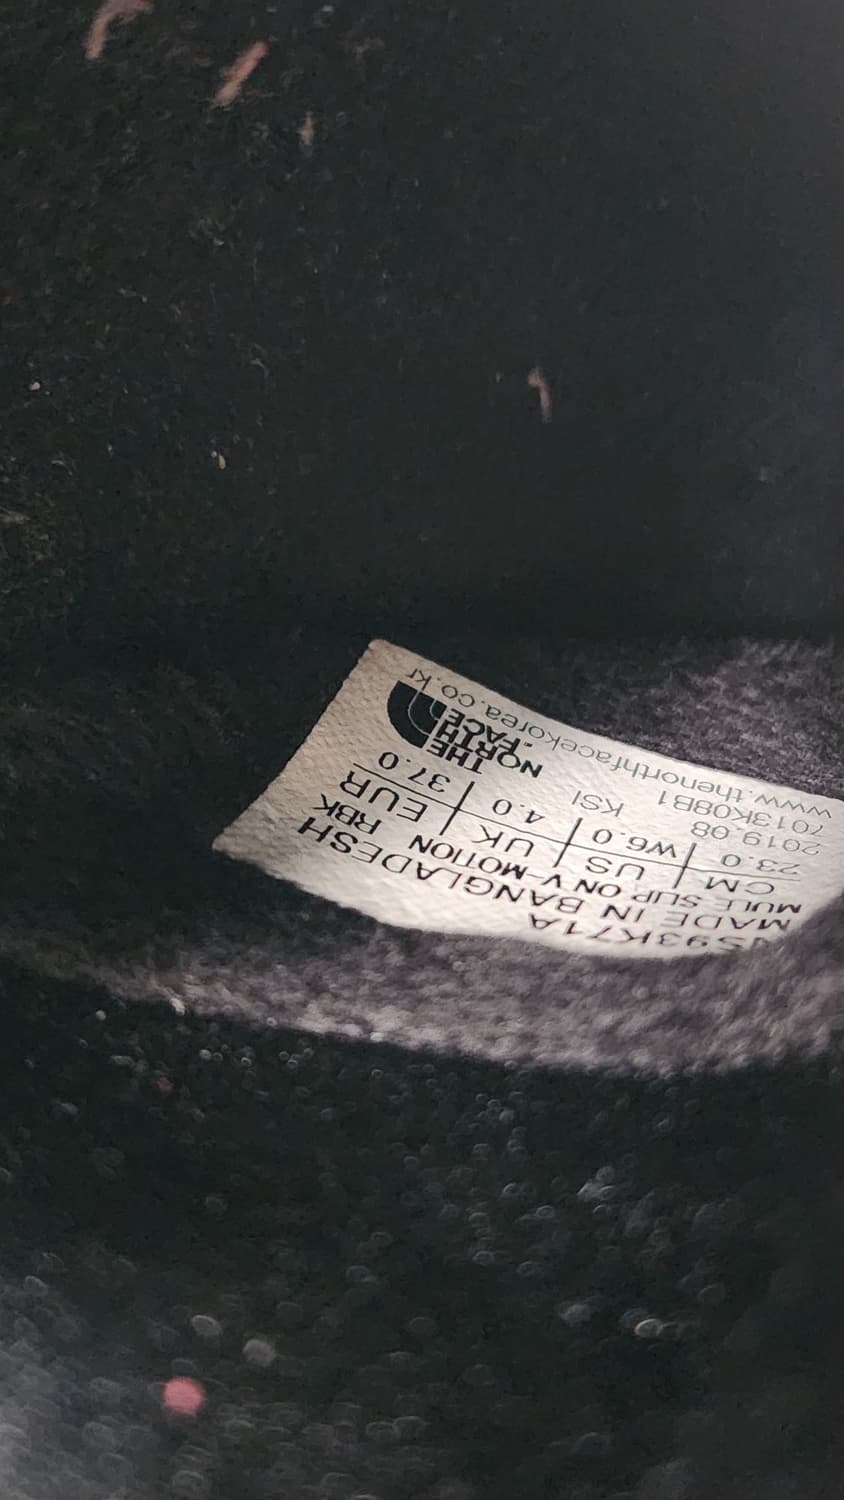 NS93K71A
MADE IN BANGLADESH
MULE SLIP ON V-MOTION RBK
CM US UK EUR
23.0 W6.0 4.0 37.0
2019.08
7013K08B1 KSI
THE
NORTH
FACE
www.thenorthfacekorea.co.kr